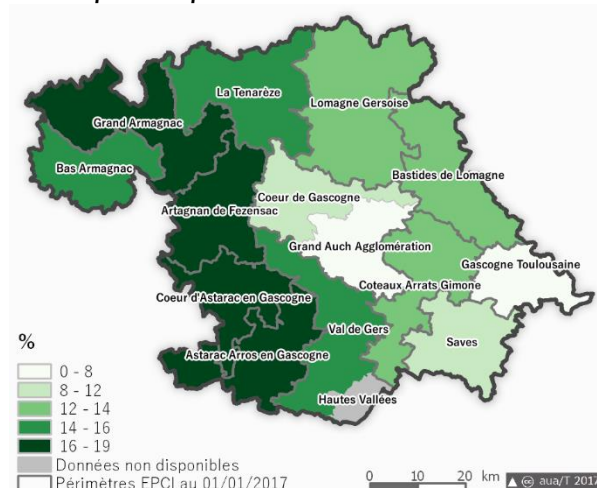 La Tenarèze
Lomagne Gersoise
Grand Armagnac
Bas Armagnac
Bastides de Lomagne
Coeur de Gascogne
Artagnan de Fezensac
Grand Auch Agglomération
Gascogne Toulousaine
Coteaux Arrats Gimone
Coeur d'Astarac en Gascogne
Val de Gers
Saves
Astarac Arros en Gascogne
Hautes Vallées
%
0 - 8
8 - 12
12 - 14
14 - 16
16 - 19
Données non disponibles
Périmètres EPCI au 01/01/2017
0 10 20 km
aua/T 2017